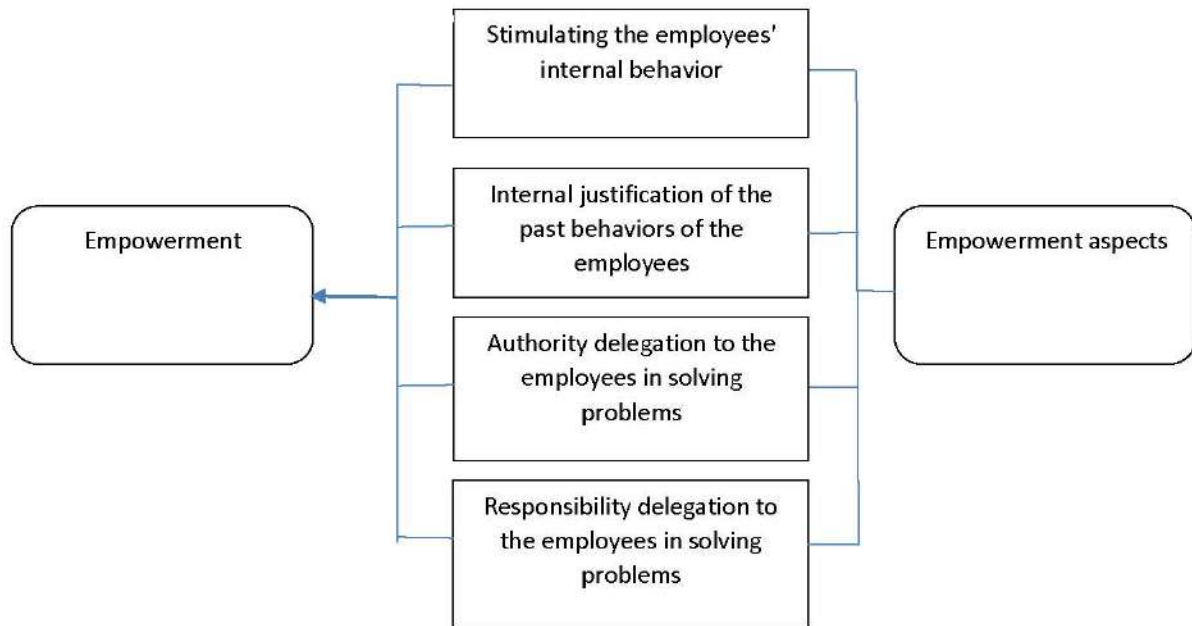 Stimulating the employees'
internal behavior
Internal justification of the
past behaviors of the
employees
Empowerment
Empowerment aspects
Authority delegation to the
employees in solving
problems
Responsibility delegation to
the employees in solving
problems